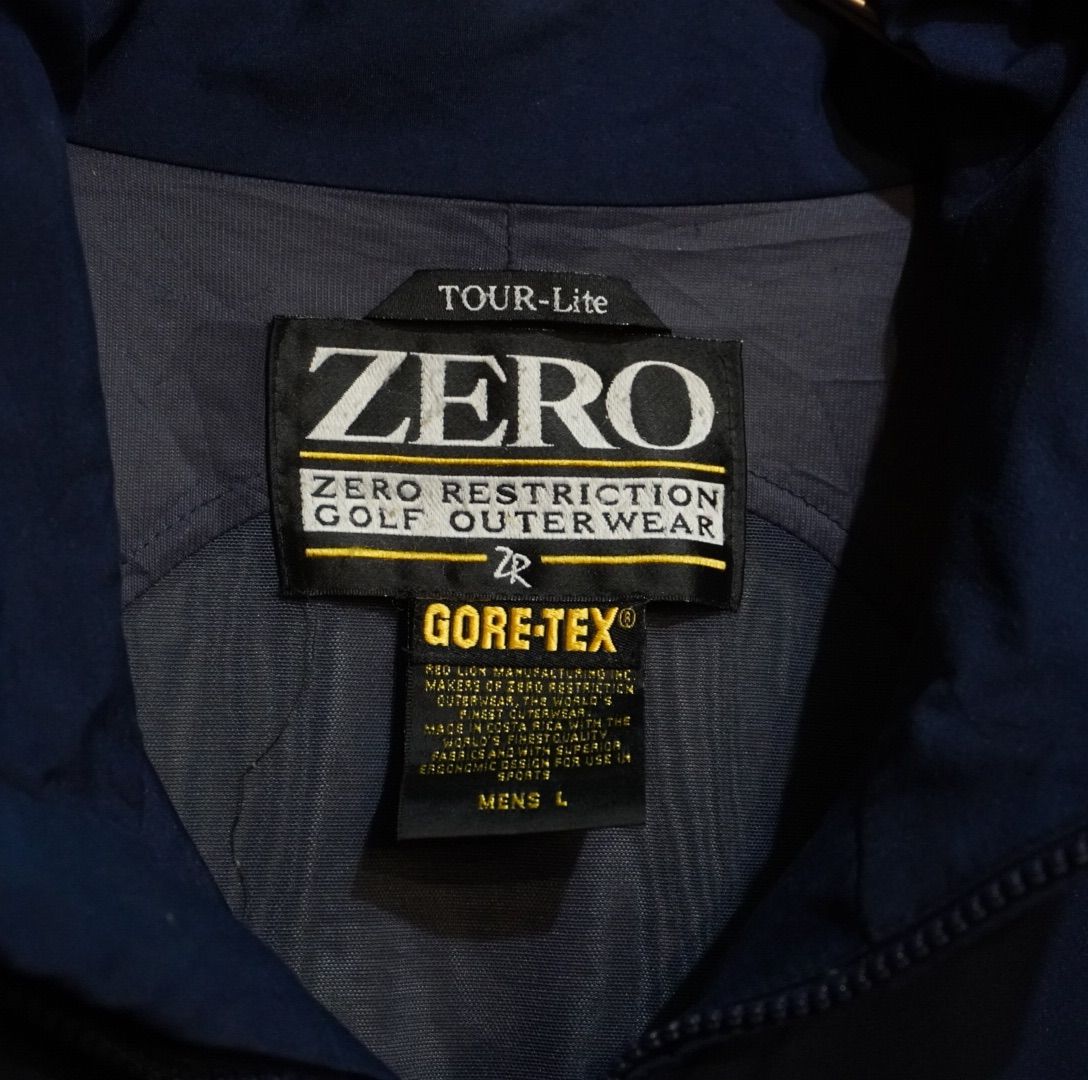 TOUR-Lite
ZERO
ZERO RESTRICTION
GOLF OUTERWEAR
ZR
GORE-TEX®
RED LION MANUFACTURING INC.
MAKERS OF ZERO RESTRICTION
OUTERWEAR, THE WORLD'S
FINEST OUTERWEAR.
MADE IN COSTA RICA WITH THE
WORLD'S FINEST QUALITY
FABRICS AND WITH SUPERIOR
ERGONOMIC DESIGN FOR USE IN
SPORTS
MENS L